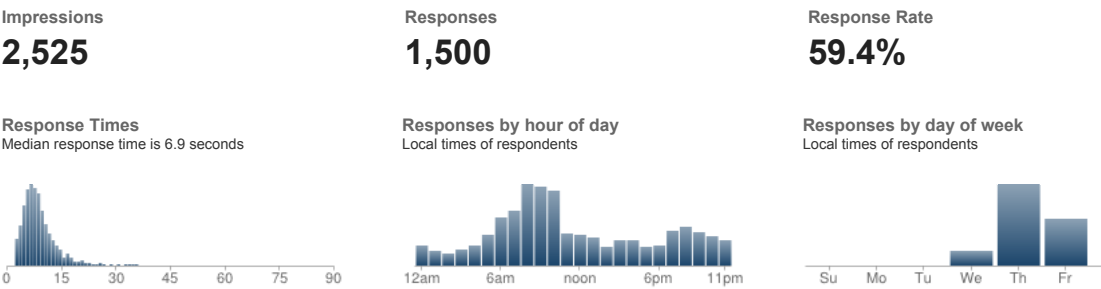 Impressions
2,525
Responses
1,500
Response Rate
59.4%
Response Times
Median response time is 6.9 seconds
0 15 30 45 60 75 90
Responses by hour of day
Local times of respondents
12am 6am noon 6pm 11pm
Responses by day of week
Local times of respondents
Su Mo Tu We Th Fr